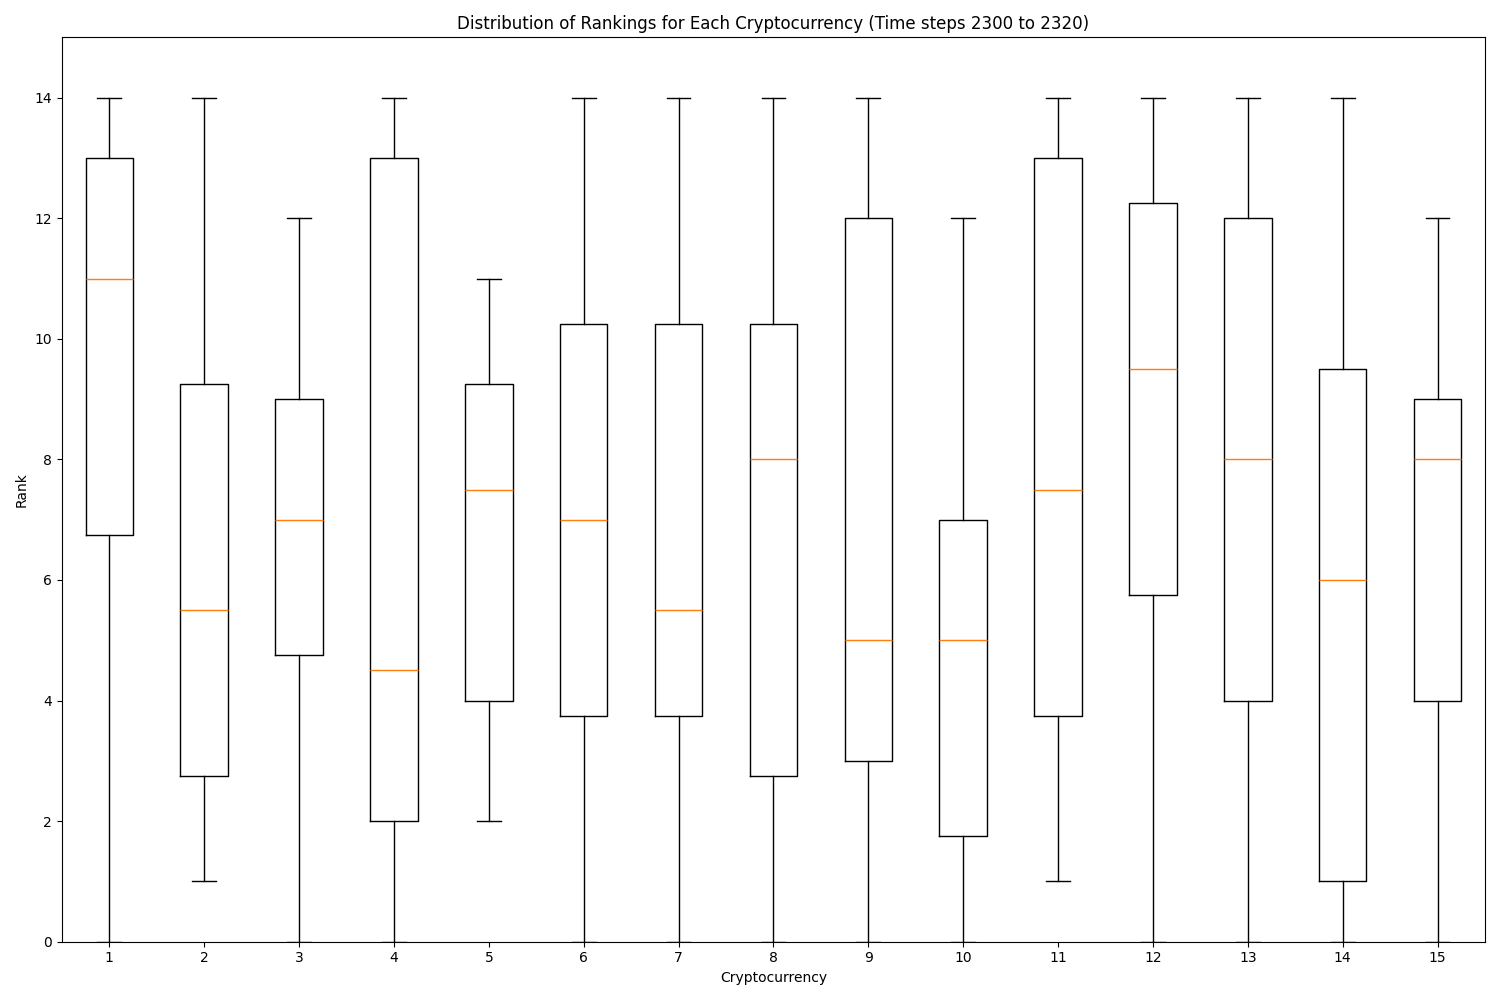 Distribution of Rankings for Each Cryptocurrency (Time steps 2300 to 2320)
Rank
14
12
10
8
6
4
2
0
1 2 3 4 5 6 7 8 9 10 11 12 13 14 15
Cryptocurrency